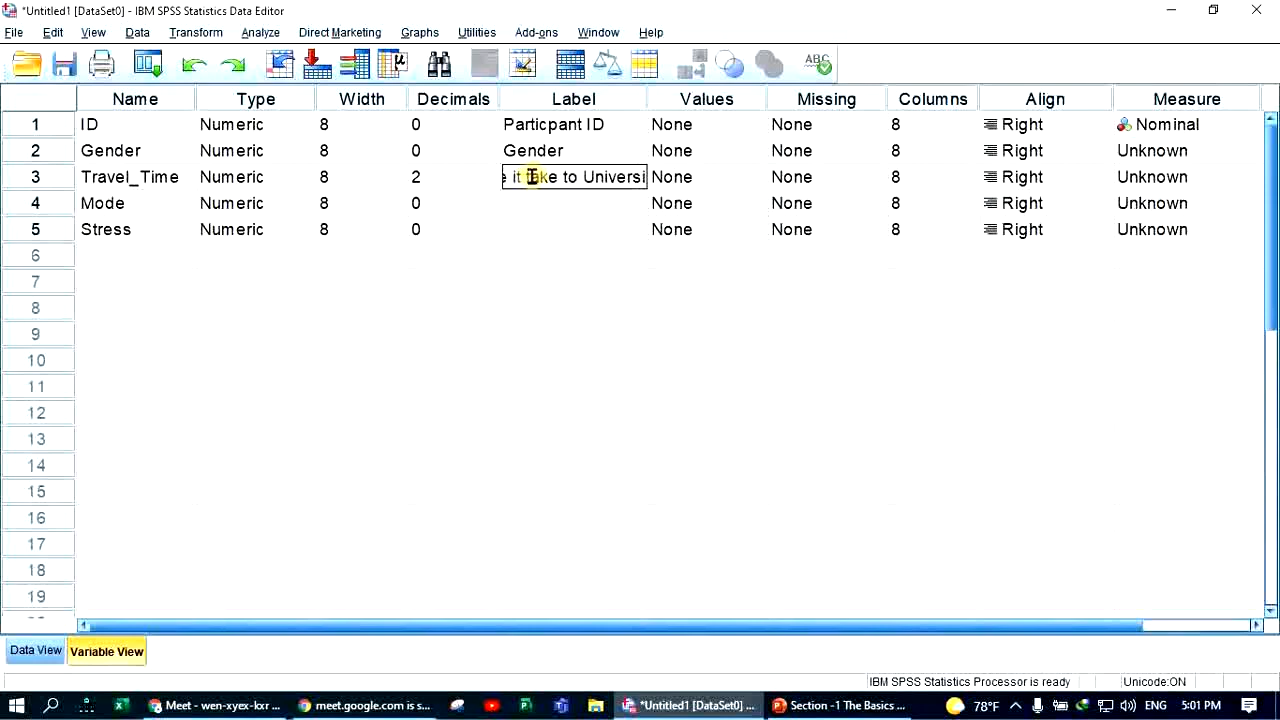 *Untitled1 [DataSet0] - IBM SPSS Statistics Data Editor
File Edit View Data Transform Analyze Direct Marketing Graphs Utilities Add-ons Window Help
ABC
Name Type Width Decimals Label Values Missing Columns Align Measure
1 ID Numeric 8 0 Particpant ID None None 8 Right Nominal
2 Gender Numeric 8 0 Gender None None 8 Right Unknown
3 Travel_Time Numeric 8 2 e it take to Universi None None 8 Right Unknown
4 Mode Numeric 8 0 None None 8 Right Unknown
5 Stress Numeric 8 0 None None 8 Right Unknown
6
7
8
9
10
11
12
13
14
15
16
17
18
19
Data View Variable View
IBM SPSS Statistics Processor is ready Unicode:ON
Meet - wen-xyex-kxr ... meet.google.com is s... *Untitled1 [DataSet0] ... Section -1 The Basics ... 78°F ENG 5:01 PM